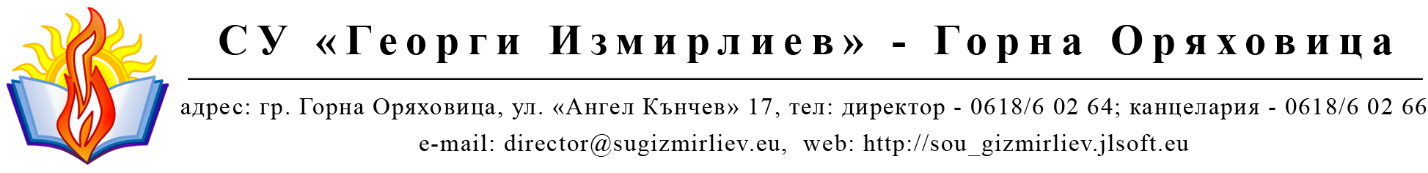 СУ «Георги Измирлиев» - Горна Оряховица
адрес: гр. Горна Оряховица, ул. «Ангел Кънчев» 17, тел: директор - 0618/6 02 64; канцелария - 0618/6 02 66
e-mail: director@sugizmirliev.eu, web: http://sou_gizmirliev.jlsoft.eu